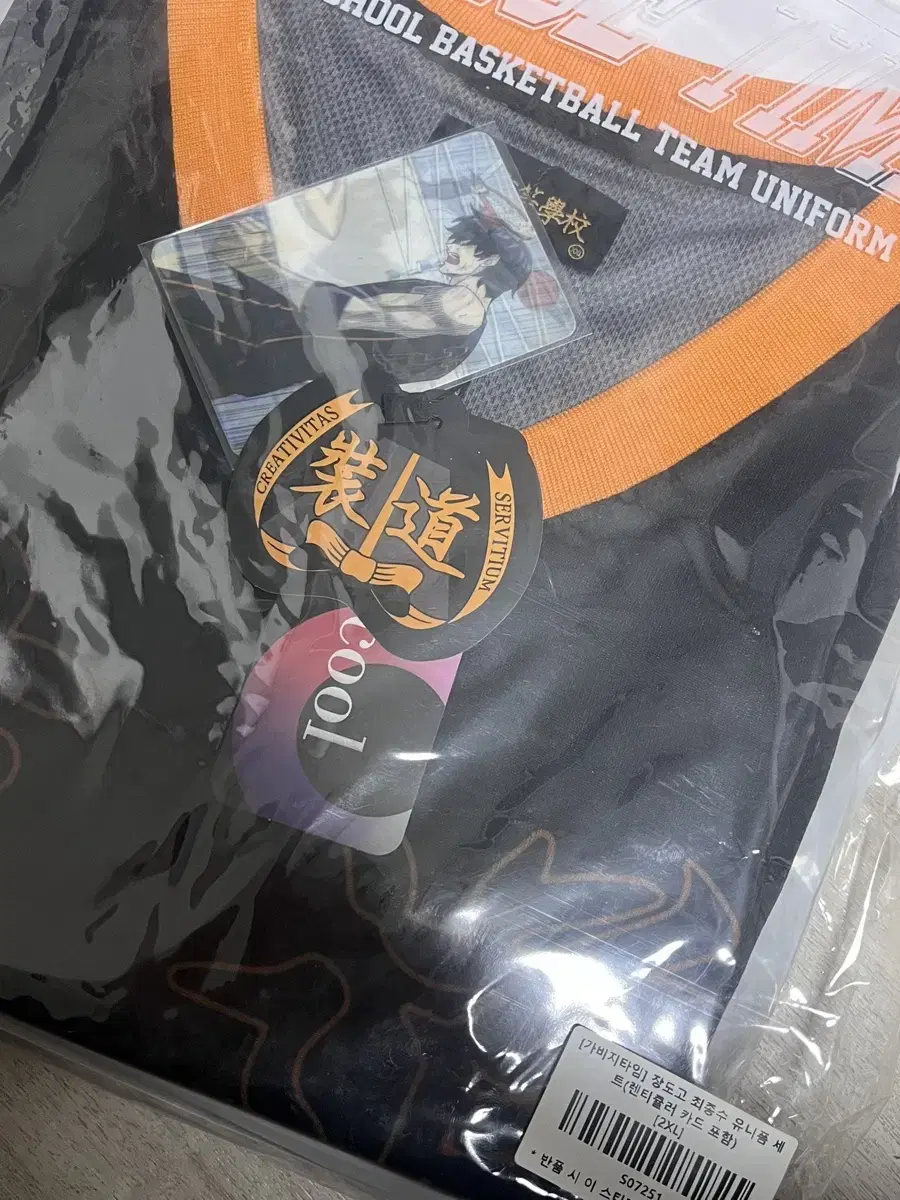 HOOL BASKETBALL TEAM UNIFORM
學校
CREATIVITAS
裝道
SERVITIUM
cool
[가비지타임] 장도고 최종수 유니폼 세
트(렌티큘러 카드 포함)
[2XL]
S07251
* 반품 시 이 스티